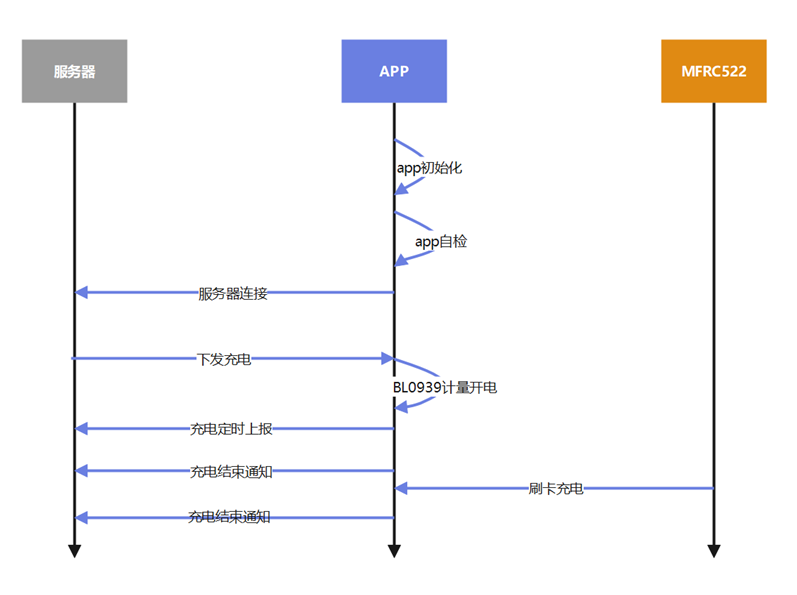 服务器
APP
MFRC522
app初始化
app自检
服务器连接
下发充电
BL0939计量开电
充电定时上报
充电结束通知
刷卡充电
充电结束通知